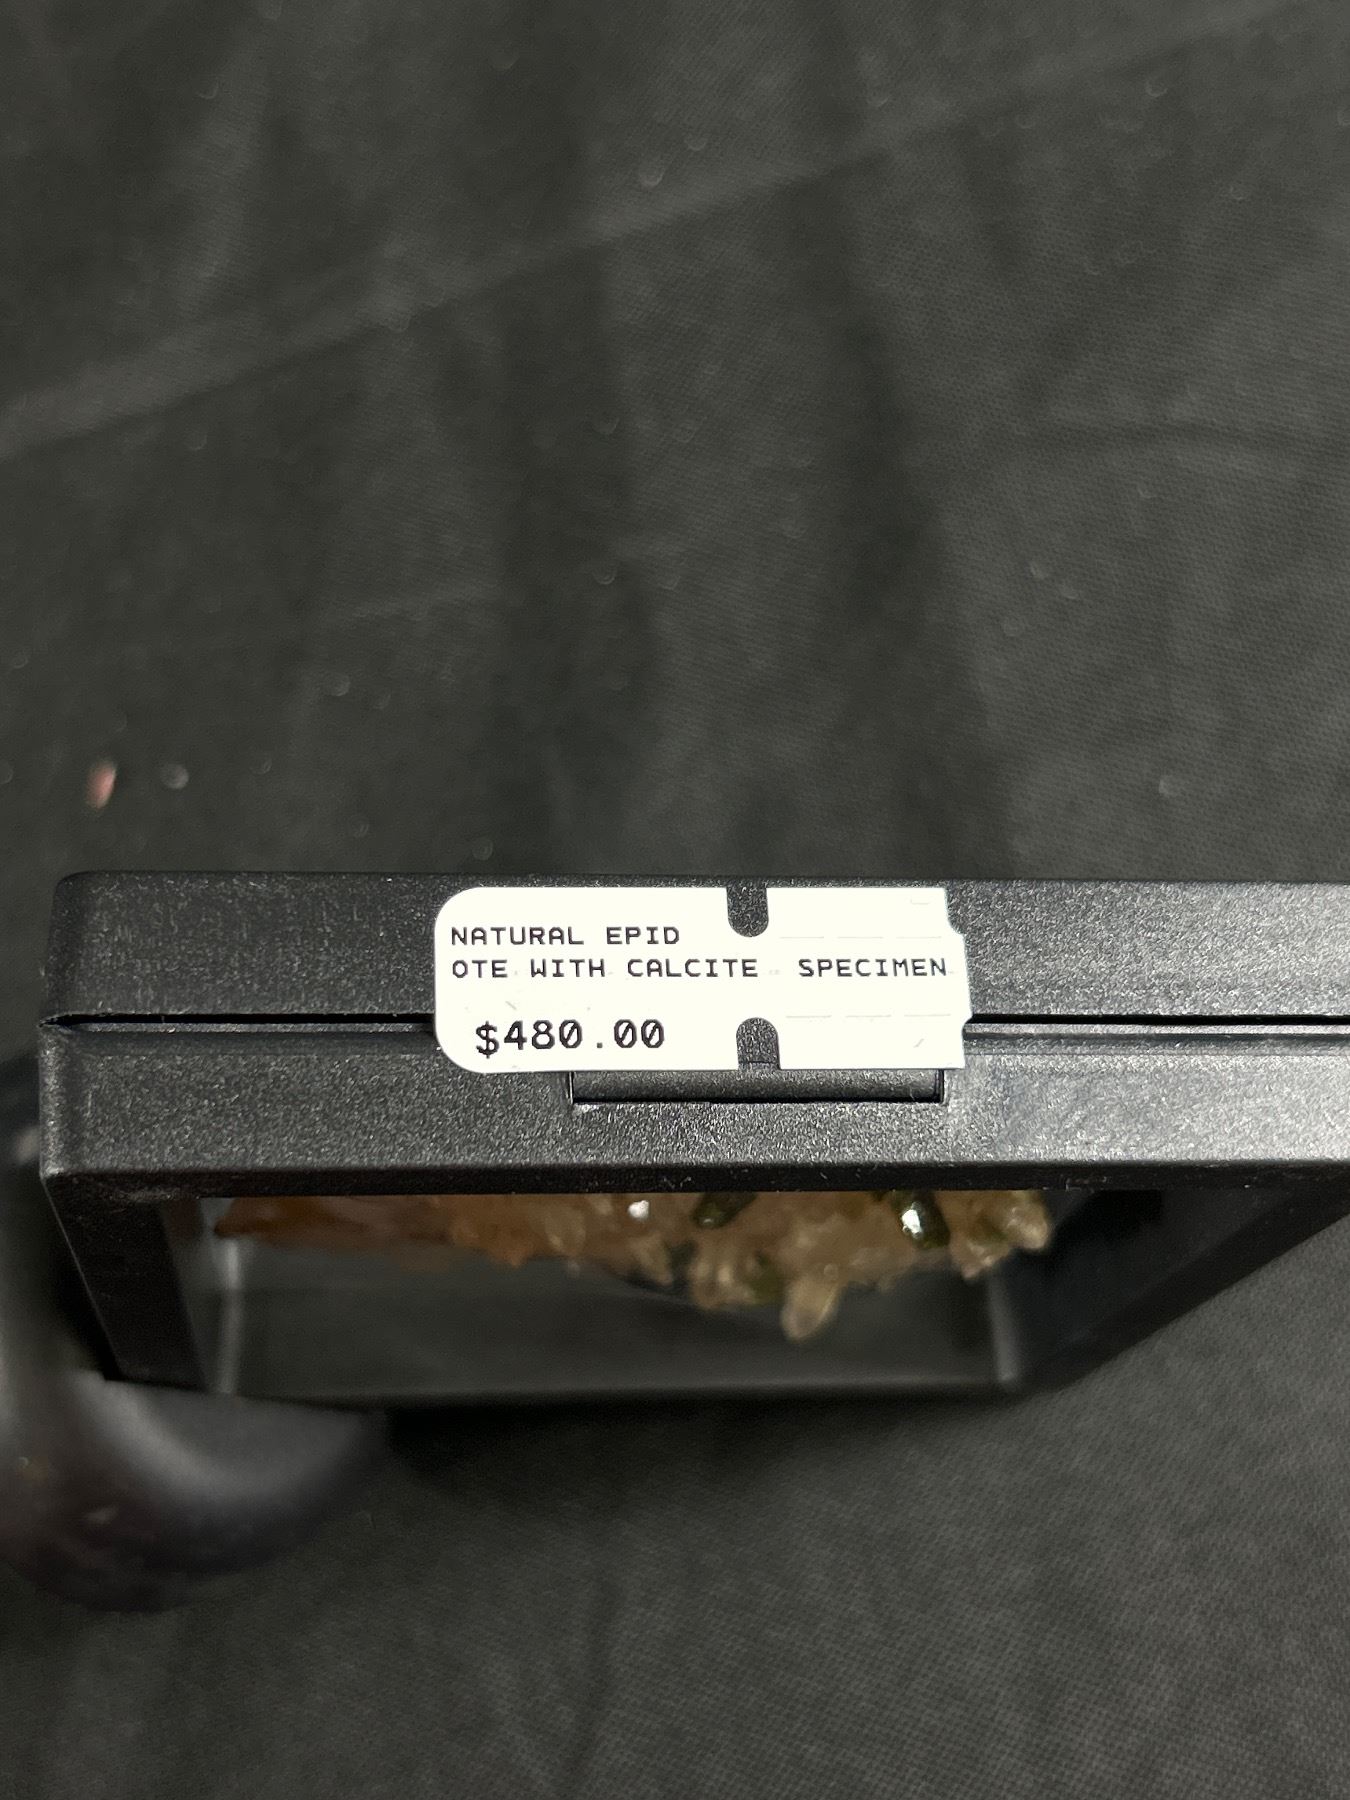 NATURAL EPID
OTE WITH CALCITE SPECIMEN
$480.00